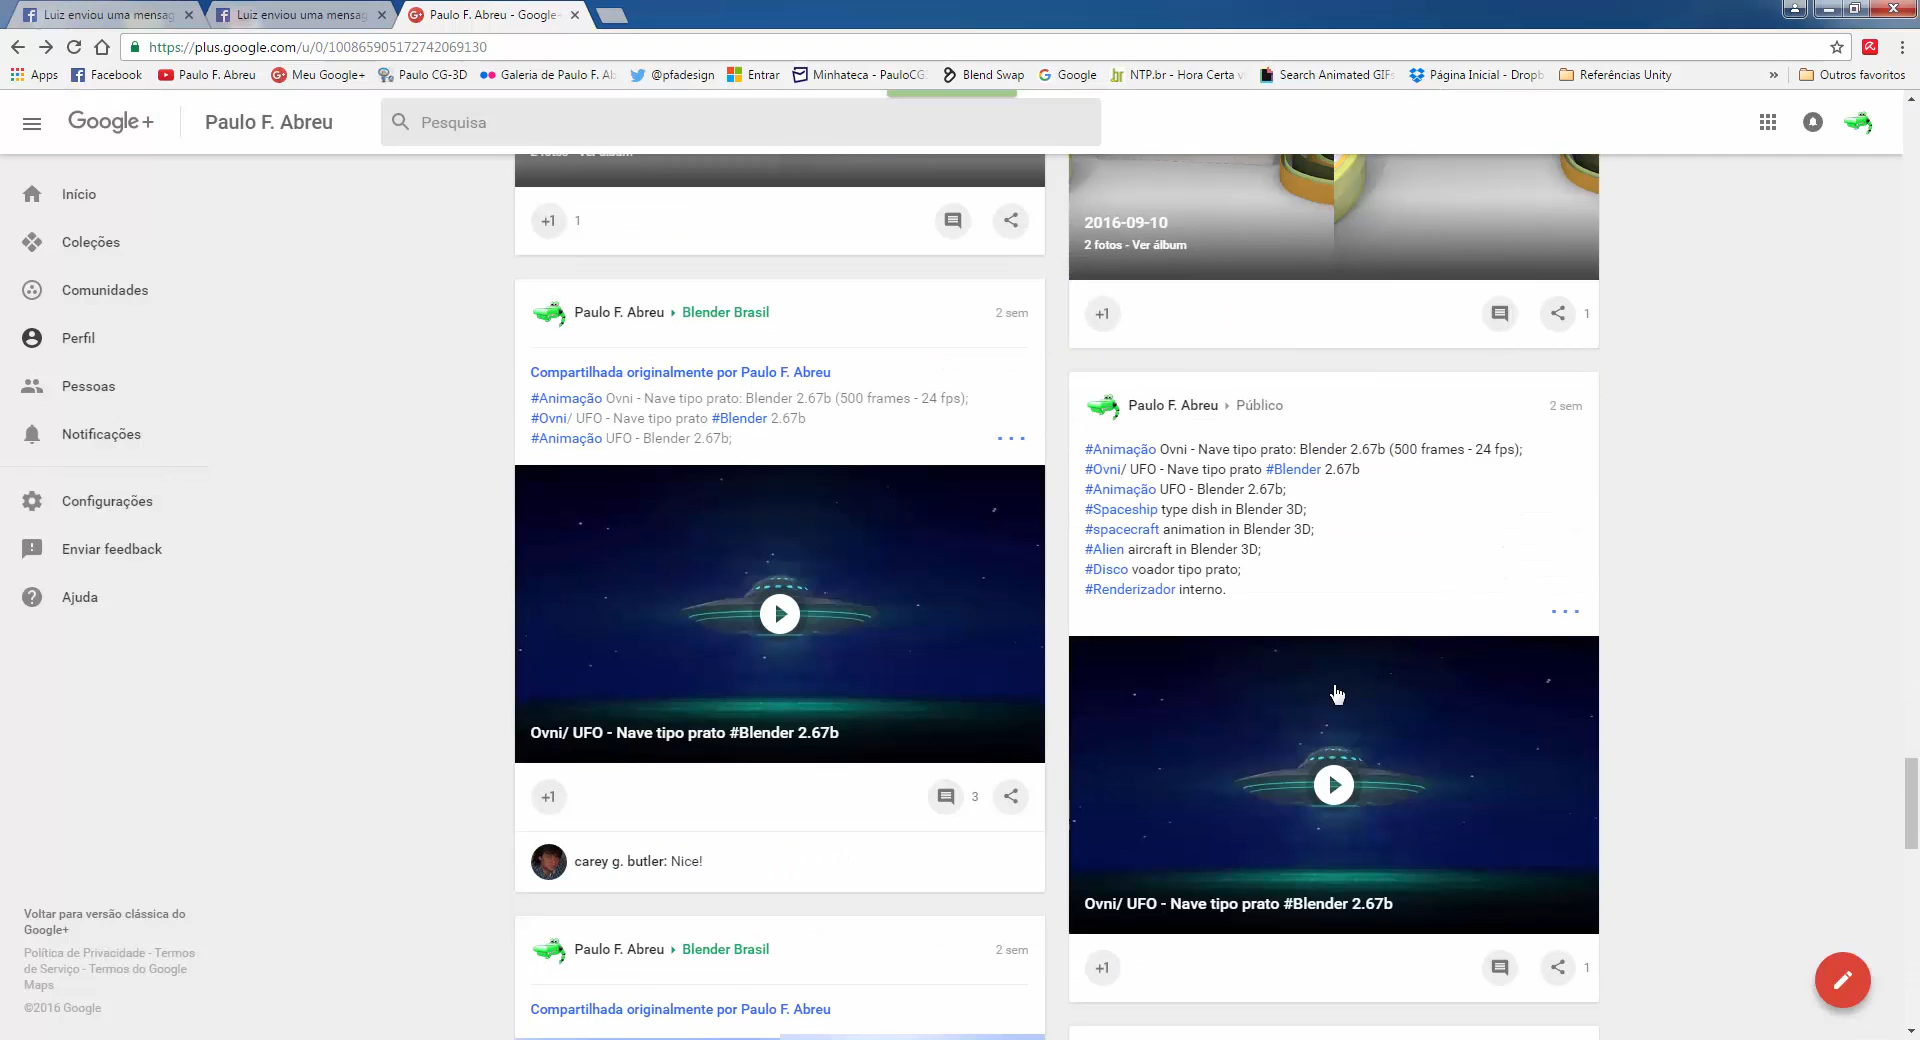 Luiz enviou uma mensag
Luiz enviou uma mensag
Paulo F. Abreu - Google+
https://plus.google.com/u/0/100865905172742069130
Apps
Facebook
Paulo F. Abreu
Meu Google+
Paulo CG-3D
Galeria de Paulo F. Ab
@pfadesign
Entrar
Minhateca - PauloCG
Blend Swap
Google
NTP.br - Hora Certa
Search Animated GIFs
Página Inicial - Dropb
Referências Unity
»
Outros favoritos
Google+
Paulo F. Abreu
Pesquisa
Início
Coleções
Comunidades
Perfil
Pessoas
Notificações
Configurações
Enviar feedback
Ajuda
Voltar para versão clássica do
Google+
Política de Privacidade - Termos
de Serviço - Termos do Google
Maps
©2016 Google
2 fotos - Ver álbum
+1 1
Paulo F. Abreu Blender Brasil 2 sem
Compartilhada originalmente por Paulo F. Abreu
#Animação Ovni - Nave tipo prato: Blender 2.67b (500 frames - 24 fps);
#Ovni/ UFO - Nave tipo prato #Blender 2.67b
#Animação UFO - Blender 2.67b;
Ovni/ UFO - Nave tipo prato #Blender 2.67b
+1 3
carey g. butler: Nice!
Paulo F. Abreu Blender Brasil 2 sem
Compartilhada originalmente por Paulo F. Abreu
2016-09-10
2 fotos - Ver álbum
+1 1
Paulo F. Abreu Público 2 sem
#Animação Ovni - Nave tipo prato: Blender 2.67b (500 frames - 24 fps);
#Ovni/ UFO - Nave tipo prato #Blender 2.67b
#Animação UFO - Blender 2.67b;
#Spaceship type dish in Blender 3D;
#spacecraft animation in Blender 3D;
#Alien aircraft in Blender 3D;
#Disco voador tipo prato;
#Renderizador interno.
Ovni/ UFO - Nave tipo prato #Blender 2.67b
+1 1